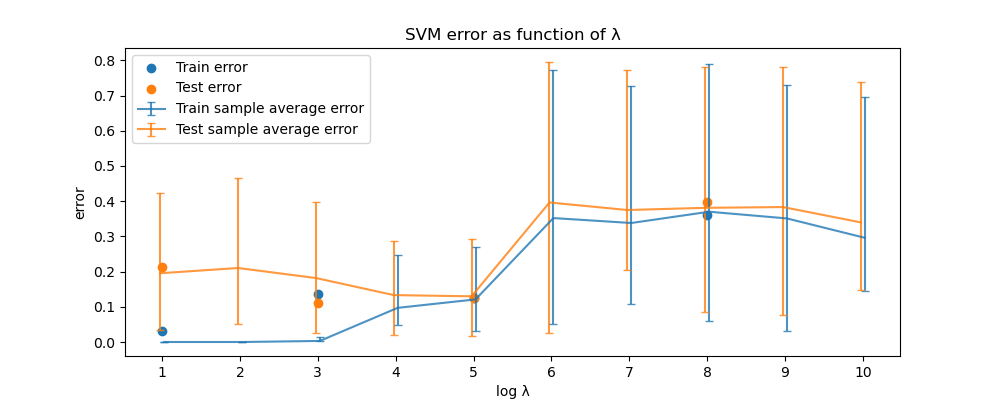 SVM error as function of λ
Train error
Test error
Train sample average error
Test sample average error
error
0.8
0.7
0.6
0.5
0.4
0.3
0.2
0.1
0.0
1 2 3 4 5 6 7 8 9 10
log λ